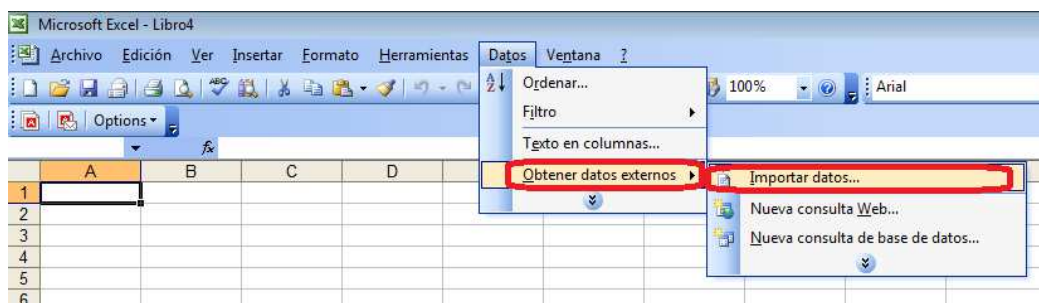 Microsoft Excel - Libro4
Archivo Edición Ver Insertar Formato Herramientas Datos Ventana ?
100% Arial
Options
fx
Ordenar...
Filtro
Texto en columnas...
Obtener datos externos
Importar datos...
Nueva consulta Web...
Nueva consulta de base de datos...
A B C D
1
2
3
4
5
6